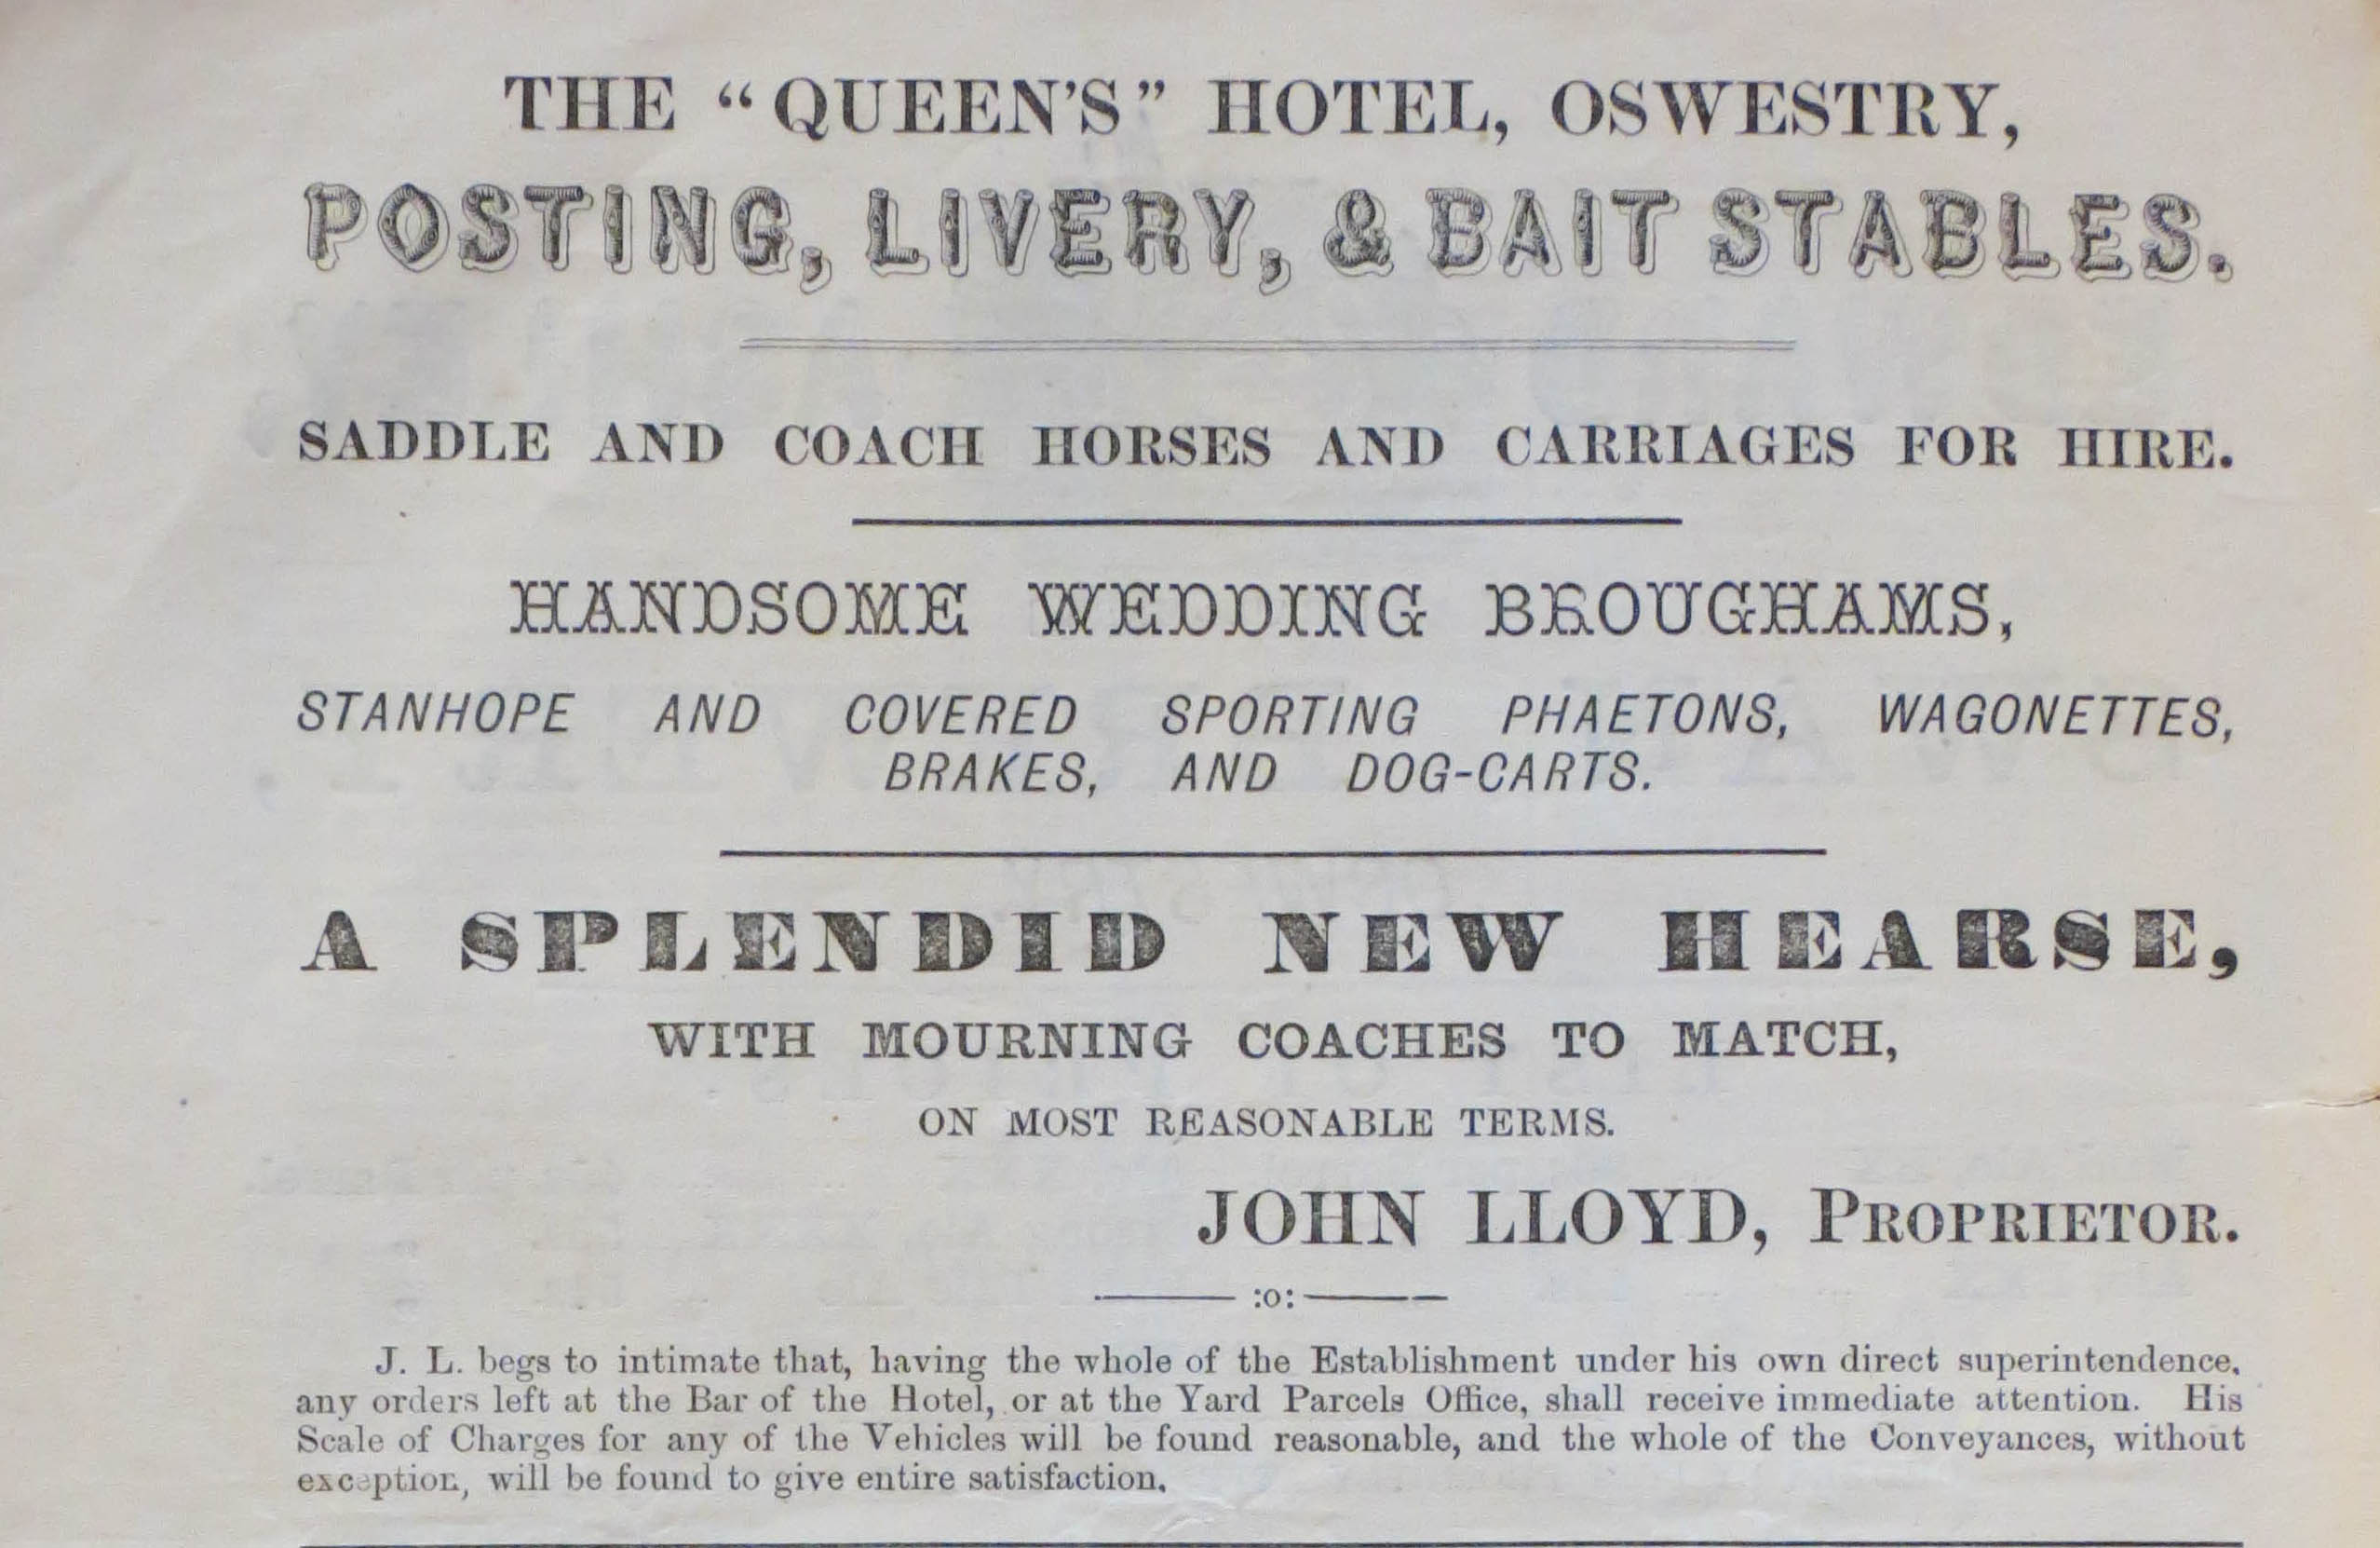 THE "QUEEN'S" HOTEL, OSWESTRY,
POSTING, LIVERY, & BAIT STABLES.
SADDLE AND COACH HORSES AND CARRIAGES FOR HIRE.
HANDSOME WEDDING BROUGHAMS,
STANHOPE AND COVERED SPORTING PHAETONS, WAGONETTES,
BRAKES, AND DOG-CARTS.
A SPLENDID NEW HEARSE,
WITH MOURNING COACHES TO MATCH,
ON MOST REASONABLE TERMS.
JOHN LLOYD, PROPRIETOR.
:o:
J. L. begs to intimate that, having the whole of the Establishment under his own direct superintendence,
any orders left at the Bar of the Hotel, or at the Yard Parcels Office, shall receive immediate attention. His
Scale of Charges for any of the Vehicles will be found reasonable, and the whole of the Conveyances, without
exception, will be found to give entire satisfaction.